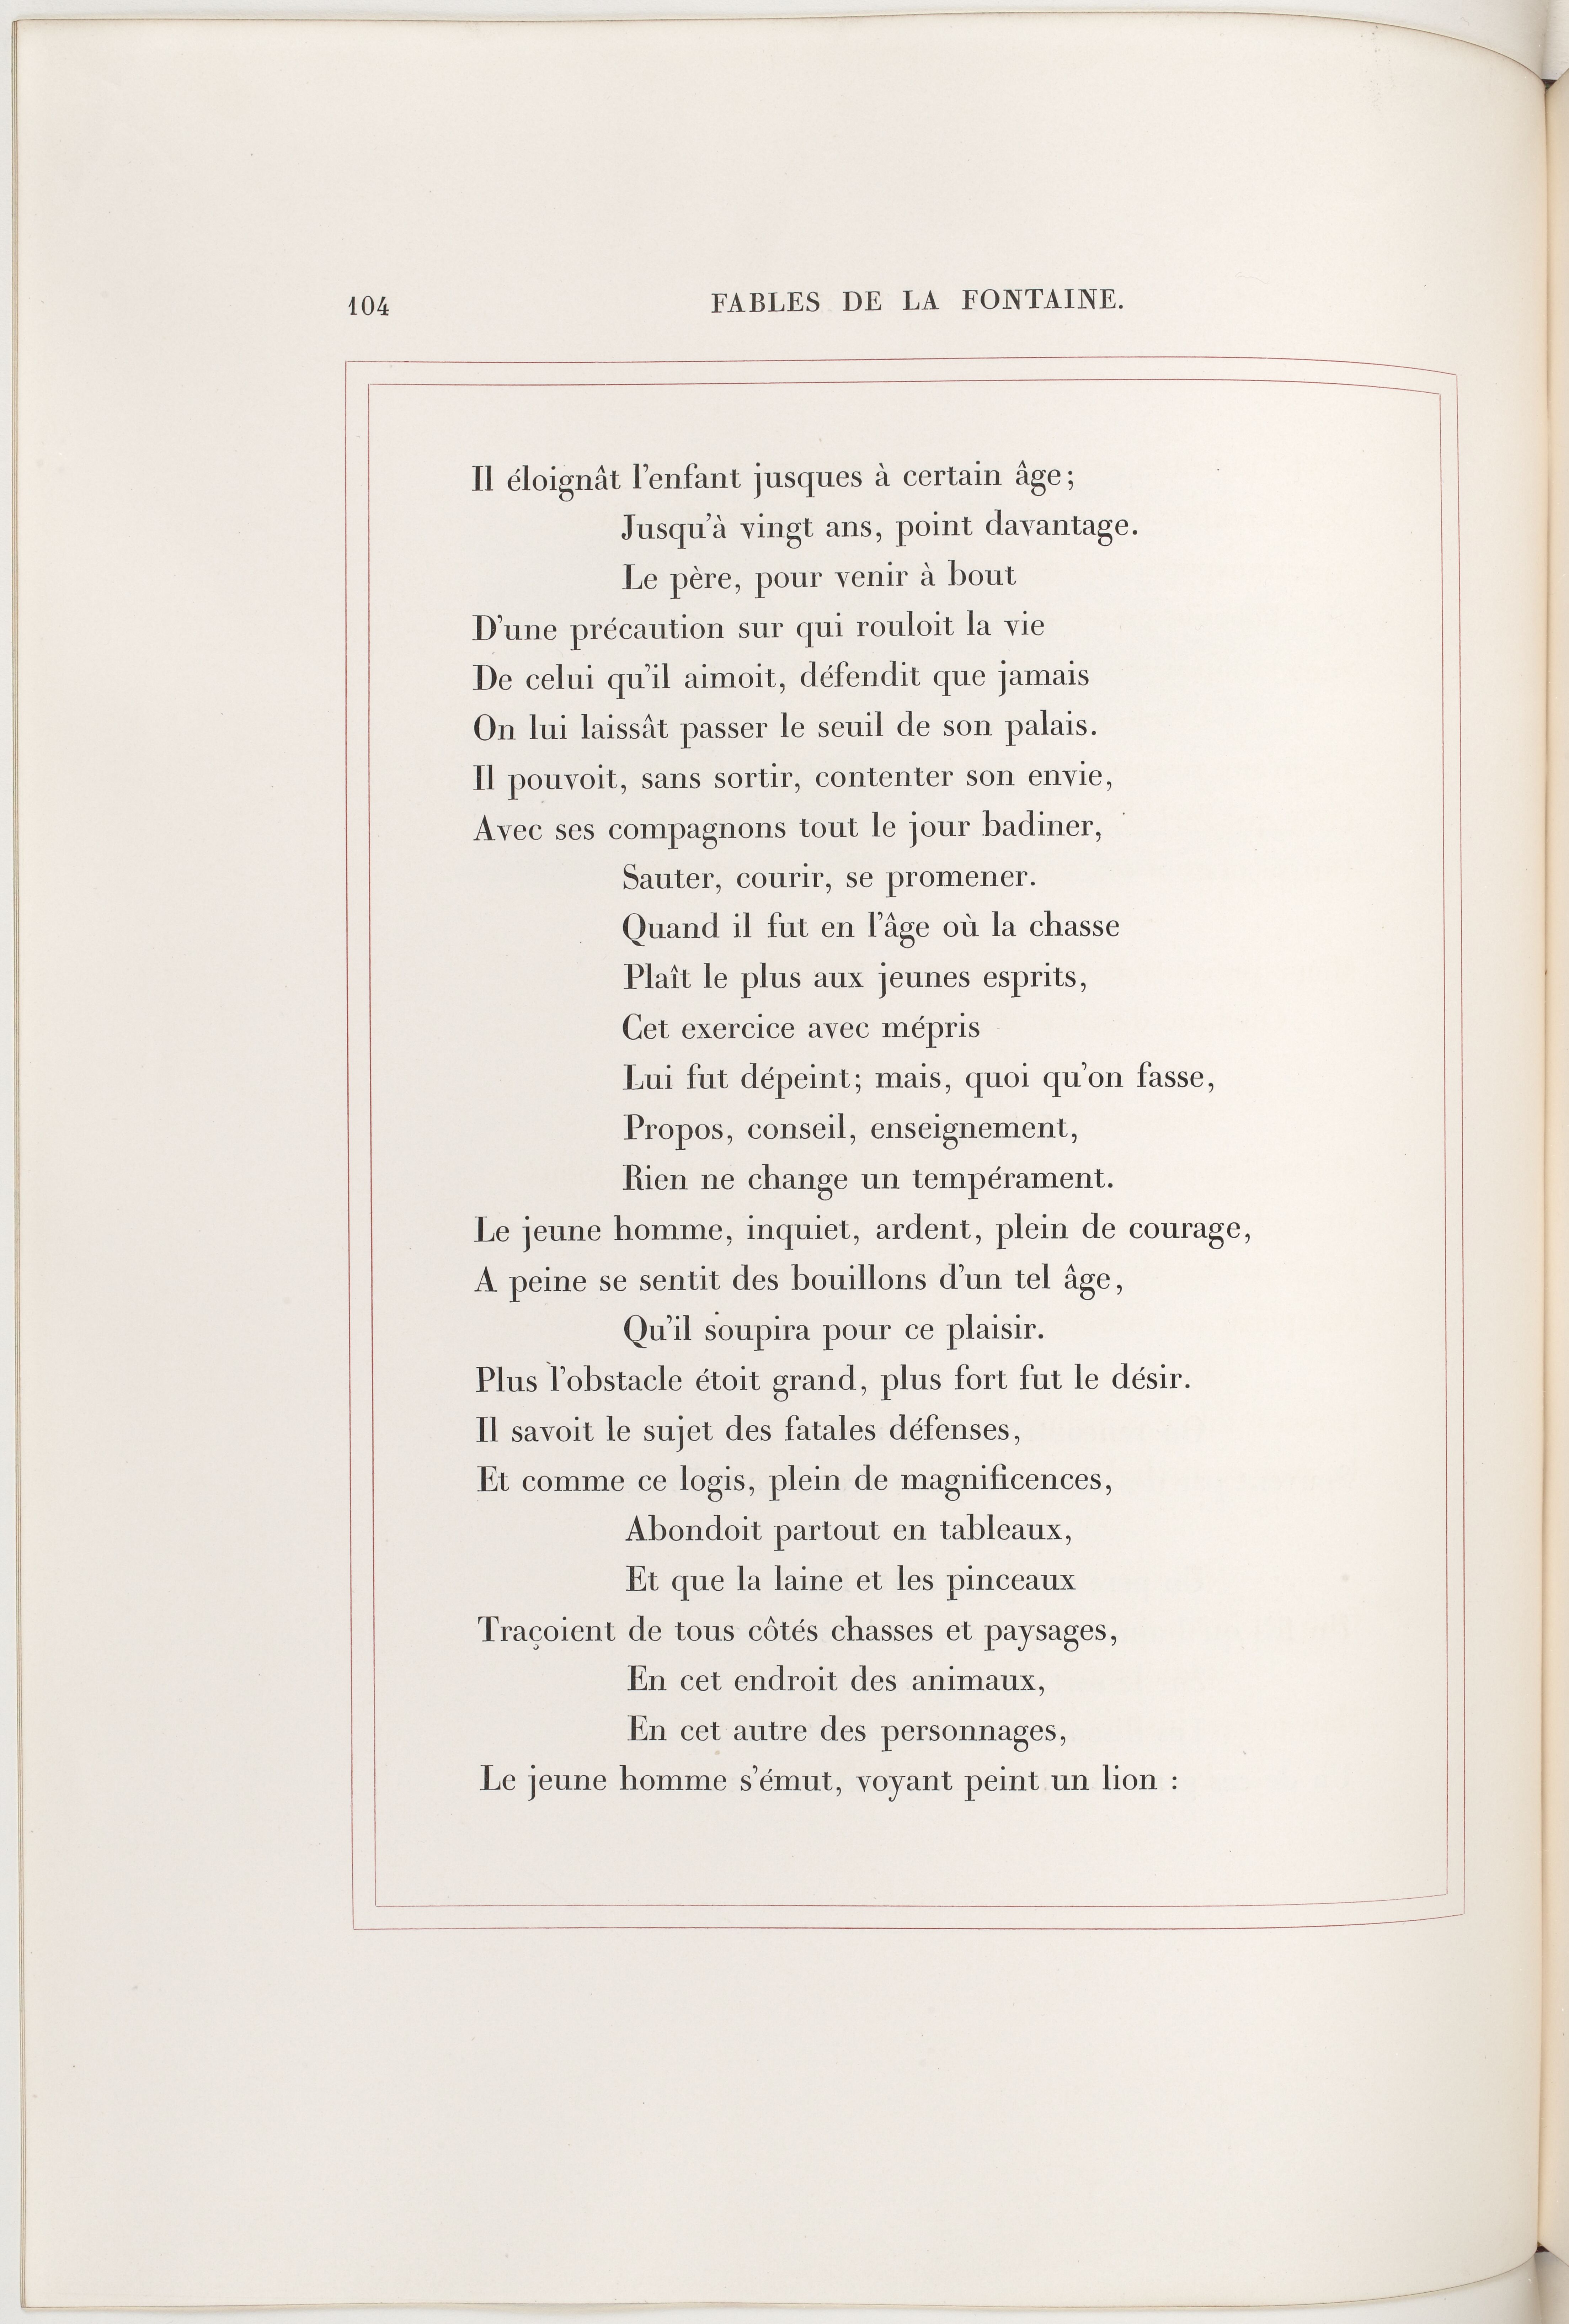 104
FABLES DE LA FONTAINE.
Il éloignât l'enfant jusques à certain âge;
Jusqu'à vingt ans, point davantage.
Le père, pour venir à bout
D'une précaution sur qui rouloit la vie
De celui qu'il aimoit, défendit que jamais
On lui laissât passer le seuil de son palais.
Il pouvoit, sans sortir, contenter son envie,
Avec ses compagnons tout le jour badiner,
Sauter, courir, se promener.
Quand il fut en l'âge où la chasse
Plaît le plus aux jeunes esprits,
Cet exercice avec mépris
Lui fut dépeint; mais, quoi qu'on fasse,
Propos, conseil, enseignement,
Rien ne change un tempérament.
Le jeune homme, inquiet, ardent, plein de courage,
A peine se sentit des bouillons d'un tel âge,
Qu'il soupira pour ce plaisir.
Plus l'obstacle étoit grand, plus fort fut le désir.
Il savoit le sujet des fatales défenses,
Et comme ce logis, plein de magnificences,
Abondoit partout en tableaux,
Et que la laine et les pinceaux
Traçoient de tous côtés chasses et paysages,
En cet endroit des animaux,
En cet autre des personnages,
Le jeune homme s'émut, voyant peint un lion :